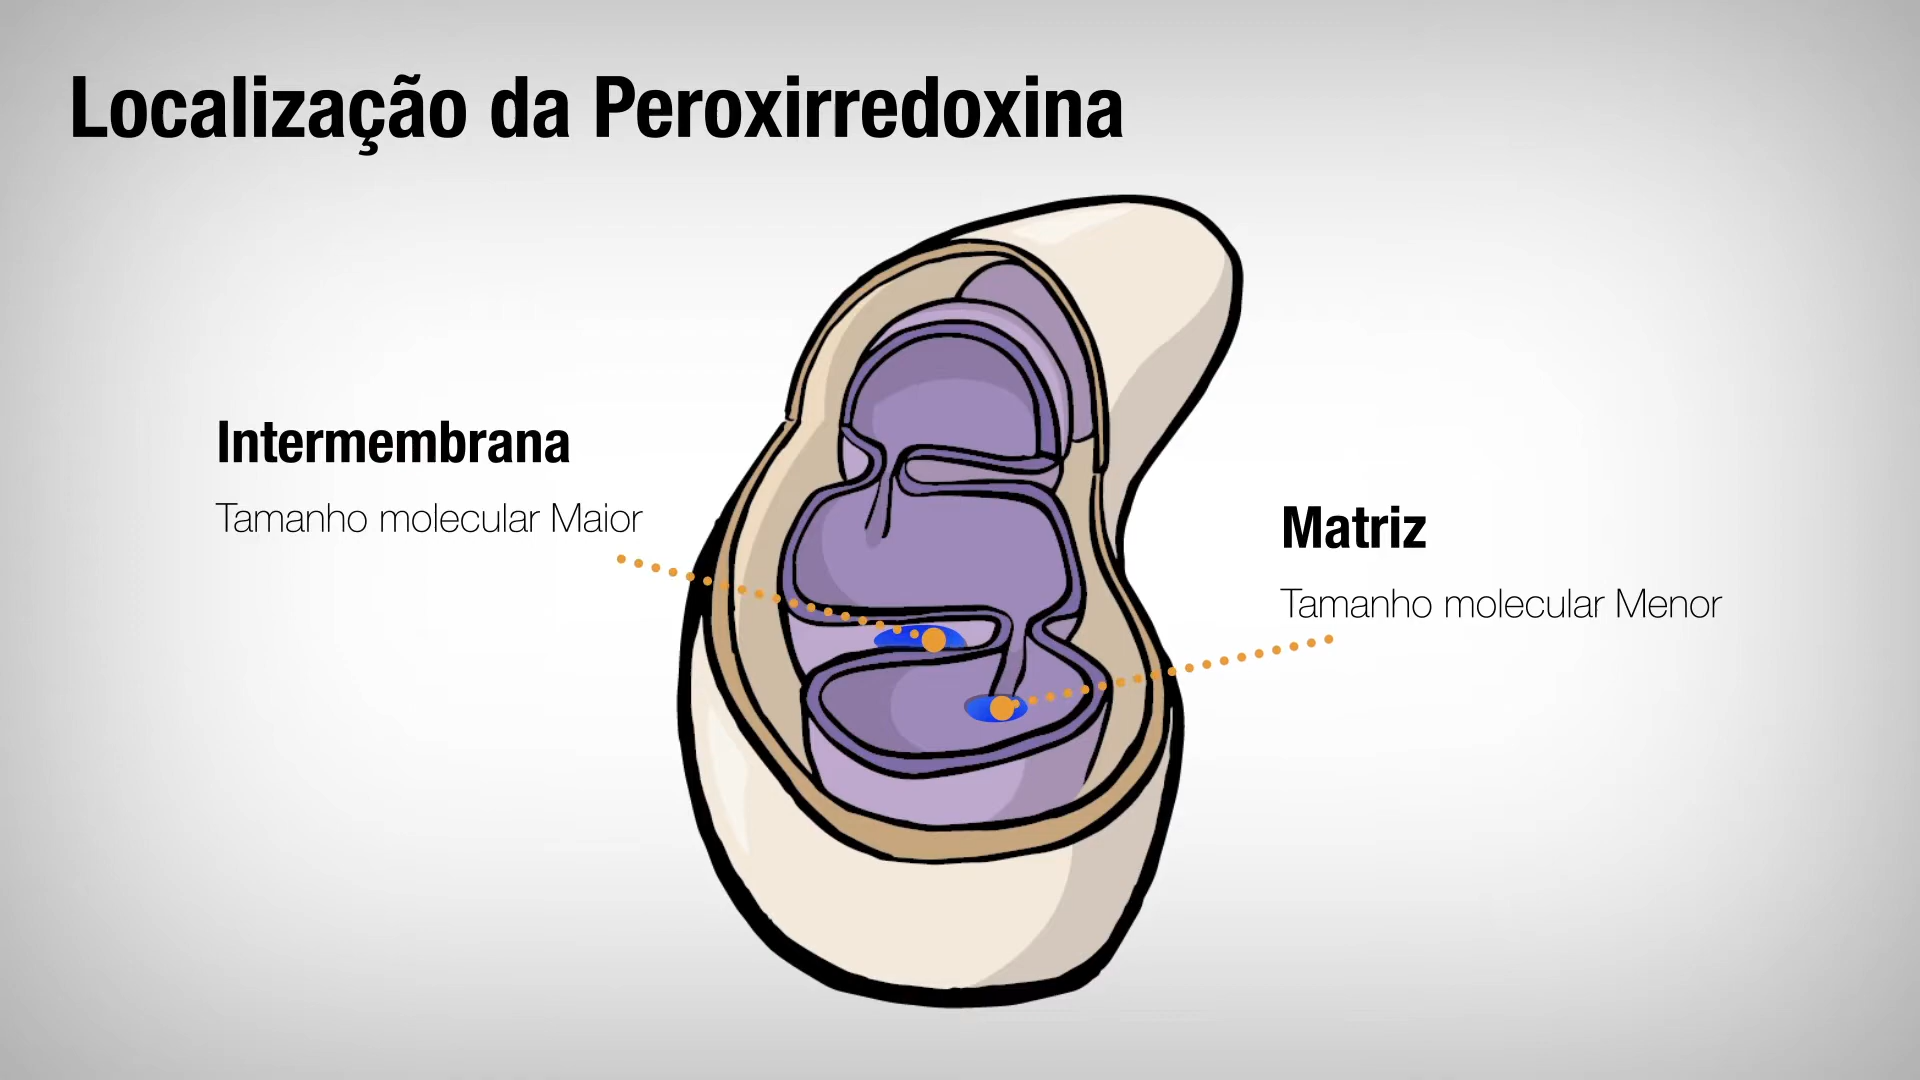 Localização da Peroxirredoxina
Intermembrana
Tamanho molecular Maior
Matriz
Tamanho molecular Menor